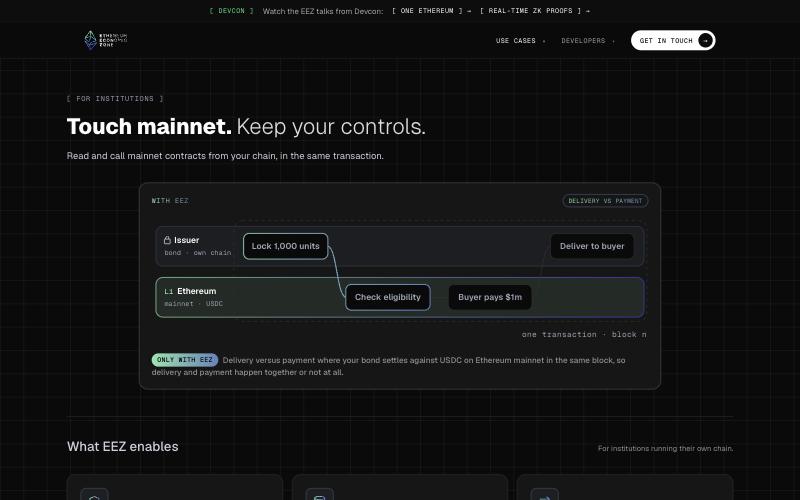 [ DEVCON ] Watch the EEZ talks from Devcon: [ ONE ETHEREUM ] → [ REAL-TIME ZK PROOFS ] →
ETHEREUM
ECONOMIC
ZONE
USE CASES
DEVELOPERS
GET IN TOUCH →
[ FOR INSTITUTIONS ]
Touch mainnet. Keep your controls.
Read and call mainnet contracts from your chain, in the same transaction.
WITH EEZ
DELIVERY VS PAYMENT
Issuer
bond · own chain
Lock 1,000 units
Deliver to buyer
L1 Ethereum
mainnet · USDC
Check eligibility
Buyer pays $1m
one transaction · block n
ONLY WITH EEZ Delivery versus payment where your bond settles against USDC on Ethereum mainnet in the same block, so
delivery and payment happen together or not at all.
What EEZ enables
For institutions running their own chain.